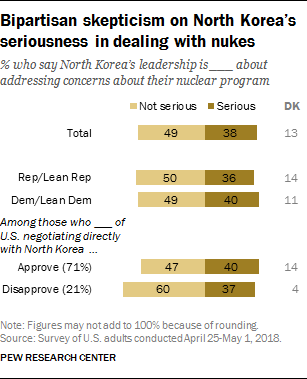 Bipartisan skepticism on North Korea's
seriousness in dealing with nukes
% who say North Korea's leadership is ___ about
addressing concerns about their nuclear program
Not serious Serious DK
Total 49 38 13
Rep/Lean Rep 50 36 14
Dem/Lean Dem 49 40 11
Among those who ___ of
U.S. negotiating directly
with North Korea ...
Approve (71%) 47 40 14
Disapprove (21%) 60 37 4
Note: Figures may not add to 100% because of rounding.
Source: Survey of U.S. adults conducted April 25-May 1, 2018.
PEW RESEARCH CENTER